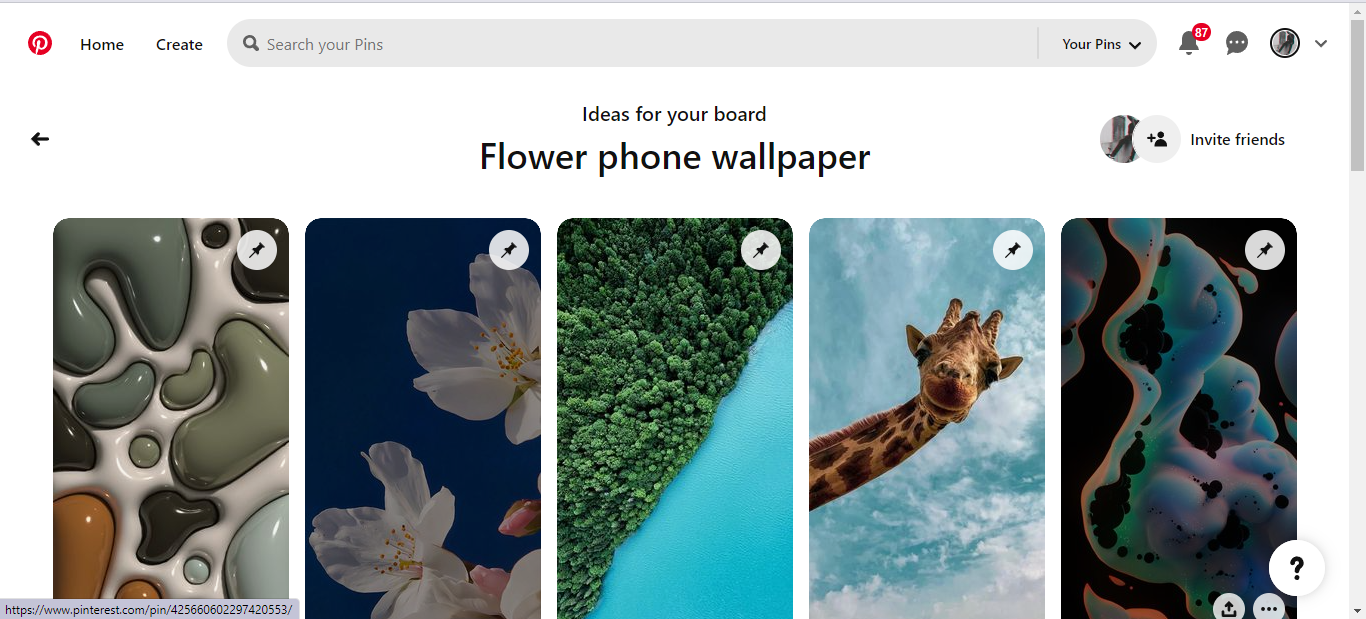 Home
Create
Search your Pins
Your Pins
87
Ideas for your board
Flower phone wallpaper
Invite friends
?
https://www.pinterest.com/pin/425660602297420553/